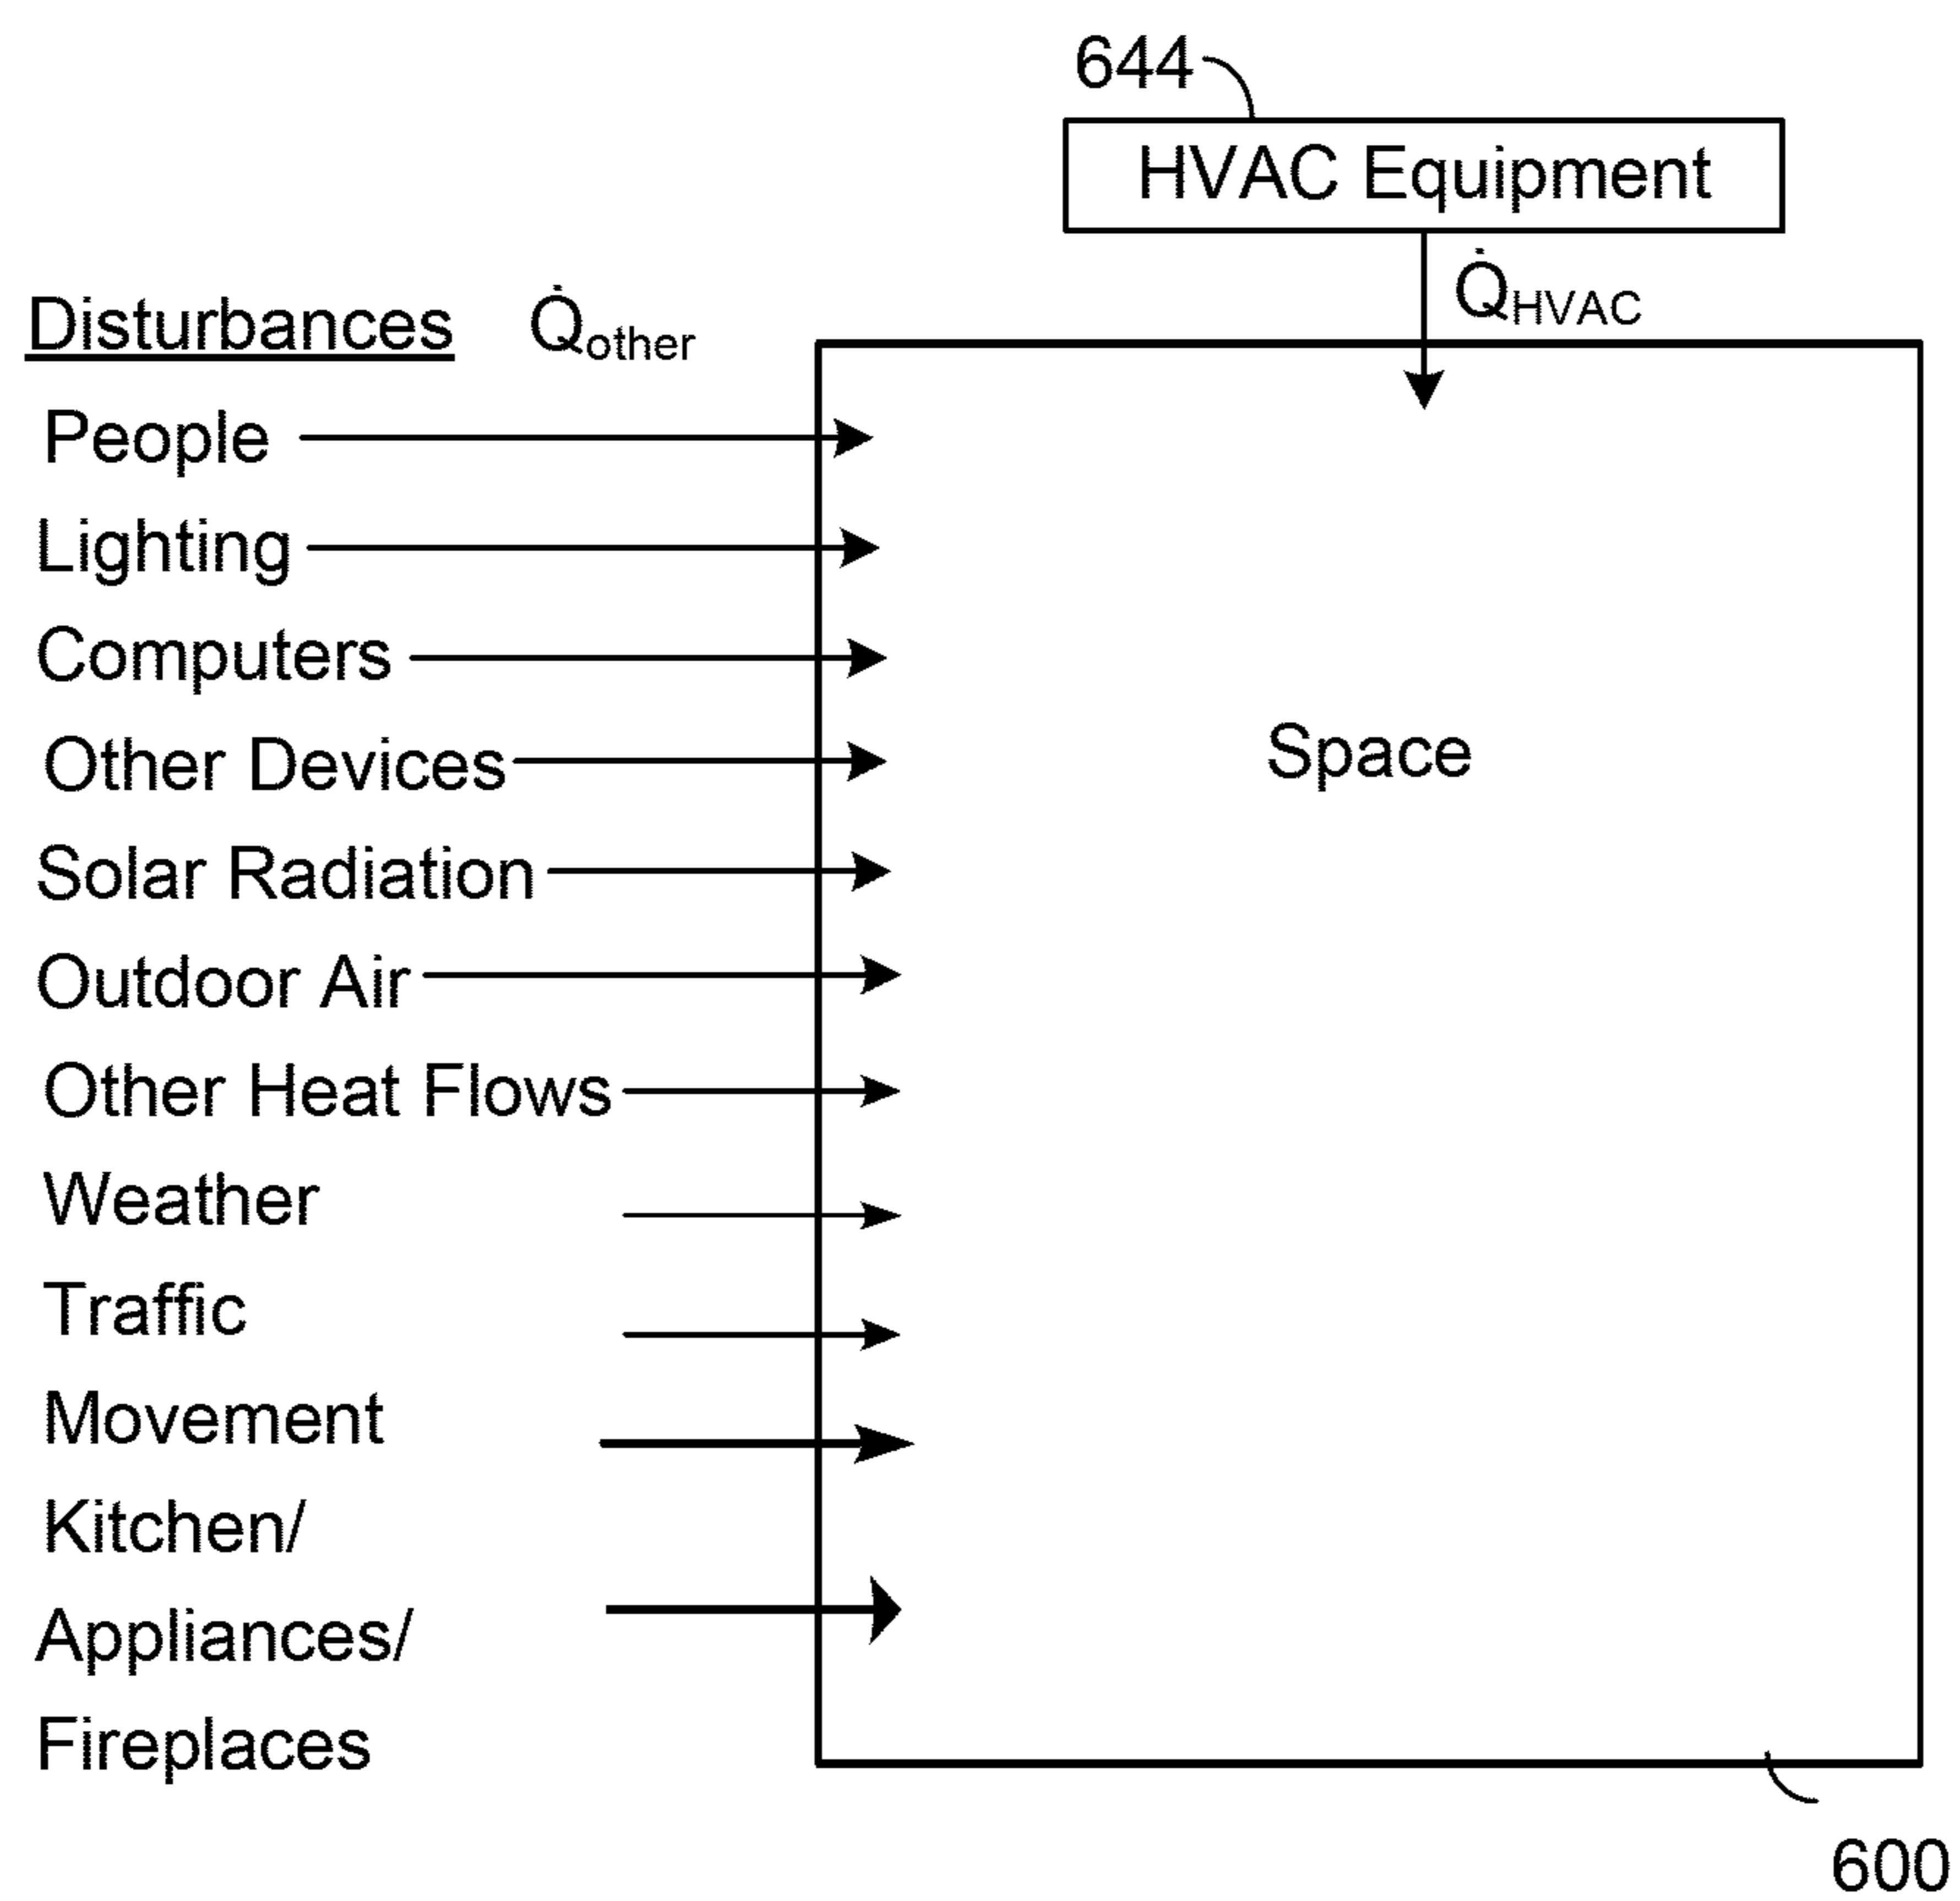 644
HVAC Equipment
Q̇HVAC
Disturbances Q̇other
People
Lighting
Computers
Other Devices
Space
Solar Radiation
Outdoor Air
Other Heat Flows
Weather
Traffic
Movement
Kitchen/
Appliances/
Fireplaces
600